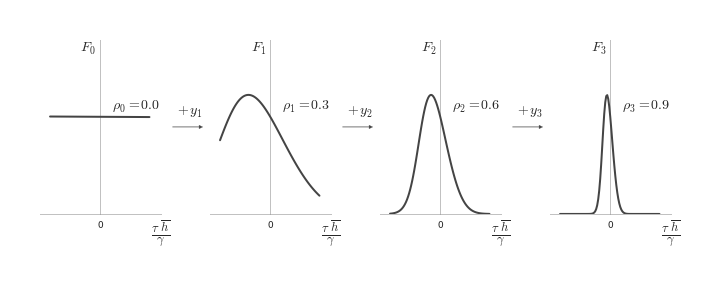 F₀
ρ₀ =0.0
0
τ h̅ / γ
+y₁
F₁
ρ₁ =0.3
0
τ h̅ / γ
+y₂
F₂
ρ₂ =0.6
0
τ h̅ / γ
+y₃
F₃
ρ₃ =0.9
0
τ h̅ / γ